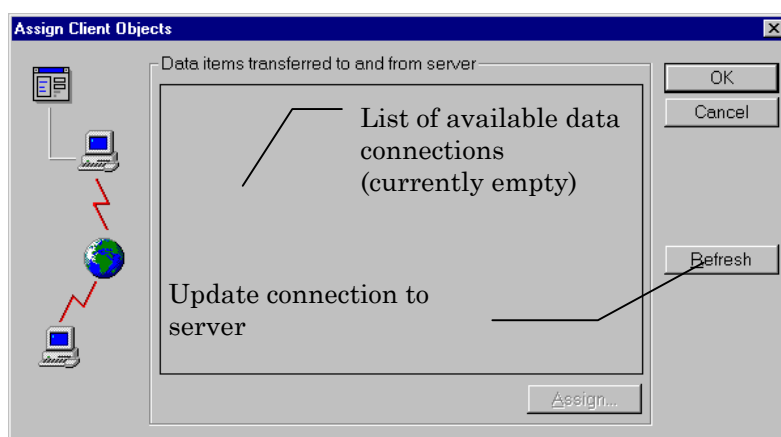 Assign Client Objects
Data items transferred to and from server
OK
Cancel
List of available data
connections
(currently empty)
Refresh
Update connection to
server
Assign...